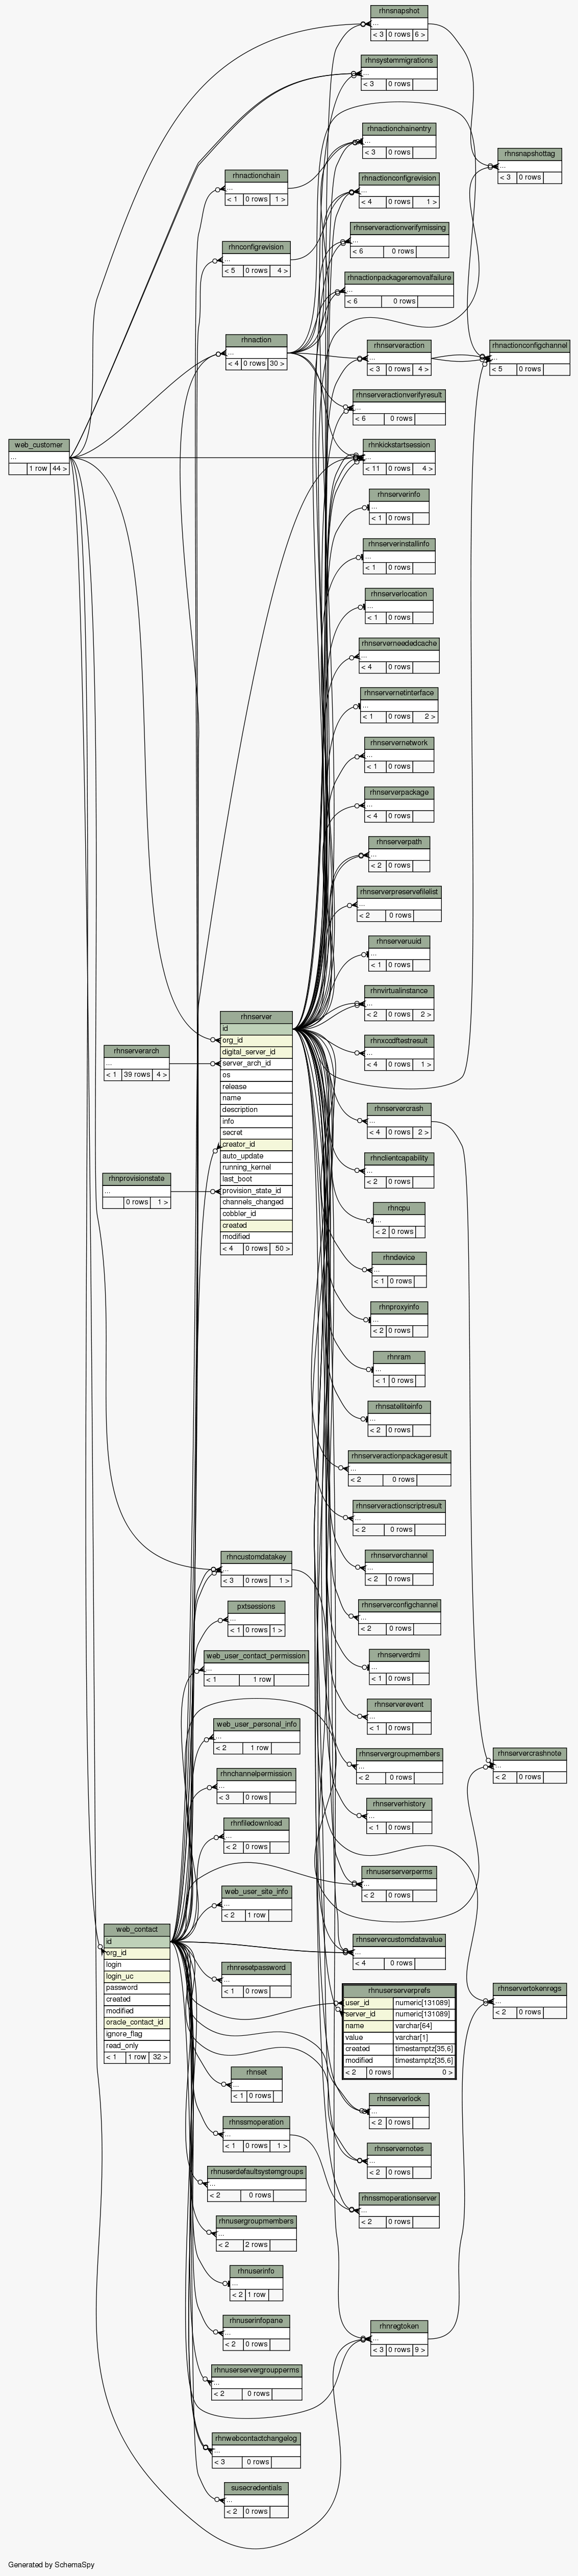 rhnsnapshot
...
< 3 0 rows 6 >
rhnsystemmigrations
...
< 3 0 rows
rhnactionchainentry
...
< 3 0 rows
rhnsnapshottag
...
< 3 0 rows
rhnactionchain
...
< 1 0 rows 1 >
rhnactionconfigrevision
...
< 4 0 rows 1 >
rhnserveractionverifymissing
...
< 6 0 rows
rhnconfigrevision
...
< 5 0 rows 4 >
rhnactionpackageremovalfailure
...
< 6 0 rows
rhnaction
...
< 4 0 rows 30 >
rhnserveraction
...
< 3 0 rows 4 >
rhnactionconfigchannel
...
< 5 0 rows
rhnserveractionverifyresult
...
< 6 0 rows
web_customer
...
1 row 44 >
rhnkickstartsession
...
< 11 0 rows 4 >
rhnserverinfo
...
< 1 0 rows
rhnserverinstallinfo
...
< 1 0 rows
rhnserverlocation
...
< 1 0 rows
rhnserverneededcache
...
< 4 0 rows
rhnservernetinterface
...
< 1 0 rows 2 >
rhnservernetwork
...
< 1 0 rows
rhnserverpackage
...
< 4 0 rows
rhnserverpath
...
< 2 0 rows
rhnserverpreservefilelist
...
< 2 0 rows
rhnserveruuid
...
< 1 0 rows
rhnvirtualinstance
...
< 2 0 rows 2 >
rhnxccdftestresult
...
< 4 0 rows 1 >
rhnserver
id
org_id
digital_server_id
server_arch_id
os
release
name
description
info
secret
creator_id
auto_update
running_kernel
last_boot
provision_state_id
channels_changed
cobbler_id
created
modified
< 4 0 rows 50 >
rhnserverarch
...
< 1 39 rows 4 >
rhnprovisionstate
...
0 rows 1 >
rhnservercrash
...
< 4 0 rows 2 >
rhnclientcapability
...
< 2 0 rows
rhncpu
...
< 2 0 rows
rhndevice
...
< 1 0 rows
rhnproxyinfo
...
< 2 0 rows
rhnram
...
< 1 0 rows
rhnsatelliteinfo
...
< 2 0 rows
rhnserveractionpackageresult
...
< 2 0 rows
rhnserveractionscriptresult
...
< 2 0 rows
rhnserverchannel
...
< 2 0 rows
rhncustomdatakey
...
< 3 0 rows 1 >
rhnserverconfigchannel
...
< 2 0 rows
pxtsessions
...
< 1 0 rows 1 >
rhnserverdmi
...
< 1 0 rows
web_user_contact_permission
...
< 1 1 row
rhnserverevent
...
< 1 0 rows
web_user_personal_info
...
< 2 1 row
rhnservergroupmembers
...
< 2 0 rows
rhnservercrashnote
...
< 2 0 rows
rhnchannelpermission
...
< 3 0 rows
rhnserverhistory
...
< 1 0 rows
rhnfiledownload
...
< 2 0 rows
rhnuserserverperms
...
< 2 0 rows
web_user_site_info
...
< 2 1 row
web_contact
id
org_id
login
login_uc
password
created
modified
oracle_contact_id
ignore_flag
read_only
< 1 1 row 32 >
rhnservercustomdatavalue
...
< 4 0 rows
rhnresetpassword
...
< 1 0 rows
rhnuserserverprefs
user_id numeric[131089]
server_id numeric[131089]
name varchar[64]
value varchar[1]
created timestamptz[35,6]
modified timestamptz[35,6]
< 2 0 rows 0 >
rhnservertokenregs
...
< 2 0 rows
rhnset
...
< 1 0 rows
rhnserverlock
...
< 2 0 rows
rhnssmoperation
...
< 1 0 rows 1 >
rhnservernotes
...
< 2 0 rows
rhnuserdefaultsystemgroups
...
< 2 0 rows
rhnssmoperationserver
...
< 2 0 rows
rhnusergroupmembers
...
< 2 2 rows
rhnuserinfo
...
< 2 1 row
rhnuserinfopane
...
< 2 0 rows
rhnregtoken
...
< 3 0 rows 9 >
rhnuserservergroupperms
...
< 2 0 rows
rhnwebcontactchangelog
...
< 3 0 rows
susecredentials
...
< 2 0 rows
Generated by SchemaSpy